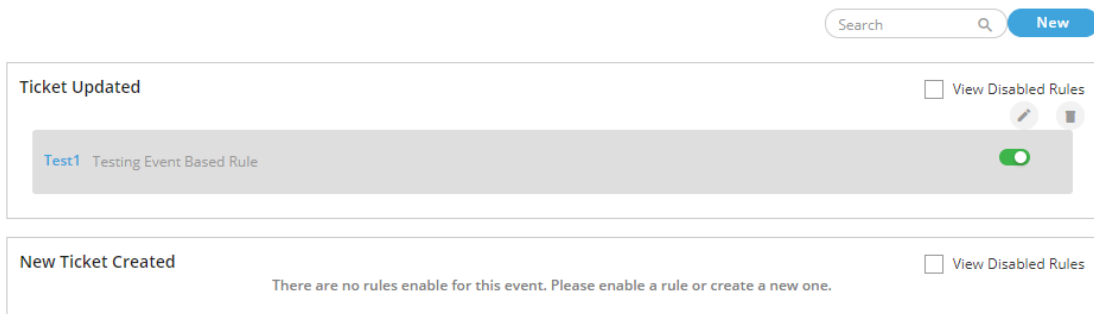 Search
New
Ticket Updated
View Disabled Rules
Test1 Testing Event Based Rule
New Ticket Created
View Disabled Rules
There are no rules enable for this event. Please enable a rule or create a new one.